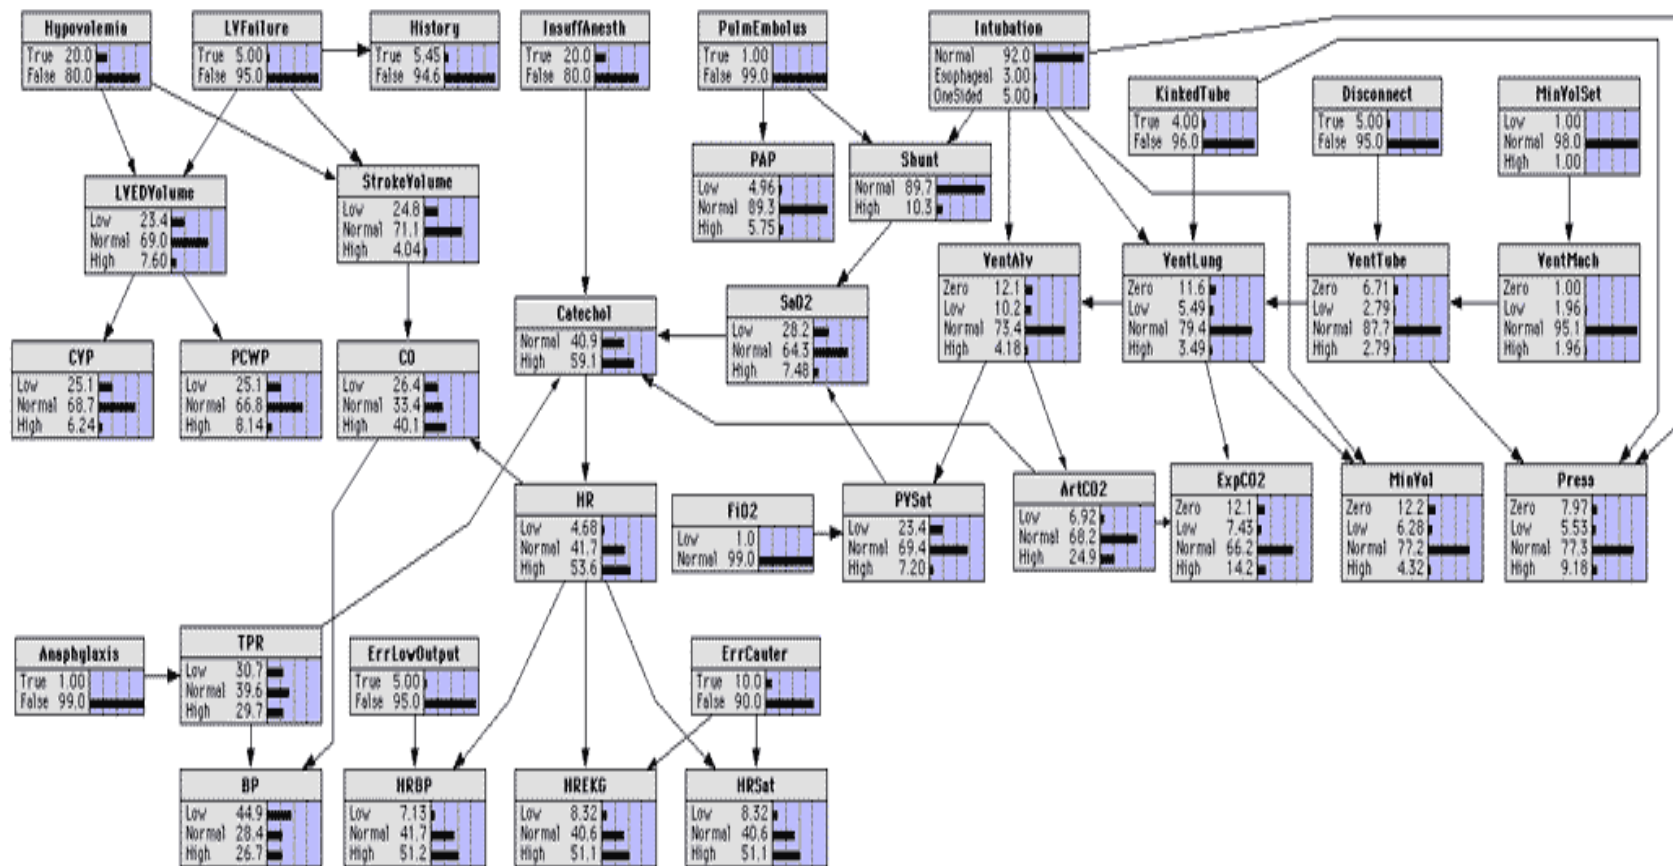 Hypovolemia
True 20.0
False 80.0
LVFailure
True 5.00
False 95.0
History
True 5.45
False 94.6
InsuffAnesth
True 20.0
False 80.0
PulmEmbolus
True 1.00
False 99.0
Intubation
Normal 92.0
Esophageal 3.00
OneSided 5.00
KinkedTube
True 4.00
False 96.0
Disconnect
True 5.00
False 95.0
MinVolSet
Low 1.00
Normal 98.0
High 1.00
LVEDVolume
Low 23.4
Normal 69.0
High 7.60
StrokeVolume
Low 24.8
Normal 71.1
High 4.04
PAP
Low 4.96
Normal 89.3
High 5.75
Shunt
Normal 89.7
High 10.3
VentAlv
Zero 12.1
Low 10.2
Normal 73.4
High 4.18
VentLung
Zero 11.6
Low 5.49
Normal 79.4
High 3.49
VentTube
Zero 6.71
Low 2.79
Normal 87.7
High 2.79
VentMach
Zero 1.00
Low 1.96
Normal 95.1
High 1.96
CVP
Low 25.1
Normal 68.7
High 6.24
PCWP
Low 25.1
Normal 66.8
High 8.14
CO
Low 26.4
Normal 33.4
High 40.1
Catechol
Normal 40.9
High 59.1
SaO2
Low 28.2
Normal 64.3
High 7.48
HR
Low 4.68
Normal 41.7
High 53.6
FiO2
Low 1.0
Normal 99.0
PVSat
Low 23.4
Normal 69.4
High 7.20
ArtCO2
Low 6.92
Normal 68.2
High 24.9
ExpCO2
Zero 12.1
Low 7.43
Normal 66.2
High 14.2
MinVol
Zero 12.2
Low 6.28
Normal 77.2
High 4.32
Press
Zero 7.97
Low 5.53
Normal 77.3
High 9.18
Anaphylaxis
True 1.00
False 99.0
TPR
Low 30.7
Normal 39.6
High 29.7
ErrLowOutput
True 5.00
False 95.0
ErrCauter
True 10.0
False 90.0
BP
Low 44.9
Normal 28.4
High 26.7
HRBP
Low 7.13
Normal 41.7
High 51.2
HREKG
Low 8.32
Normal 40.6
High 51.1
HRSat
Low 8.32
Normal 40.6
High 51.1